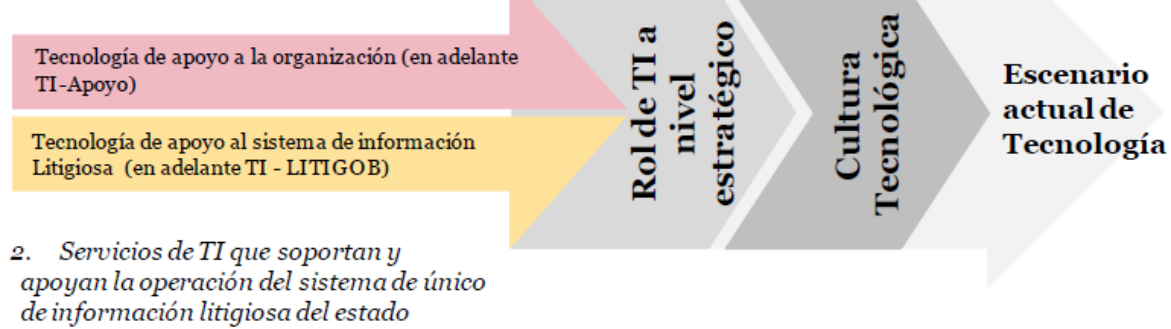 Tecnología de apoyo a la organización (en adelante
TI-Apoyo)
Tecnología de apoyo al sistema de información
Litigiosa (en adelante TI - LITIGOB)
2. Servicios de TI que soportan y
apoyan la operación del sistema de único
de información litigiosa del estado
Rol de TI a
nivel
estratégico
Cultura
Tecnológica
Escenario
actual de
Tecnología